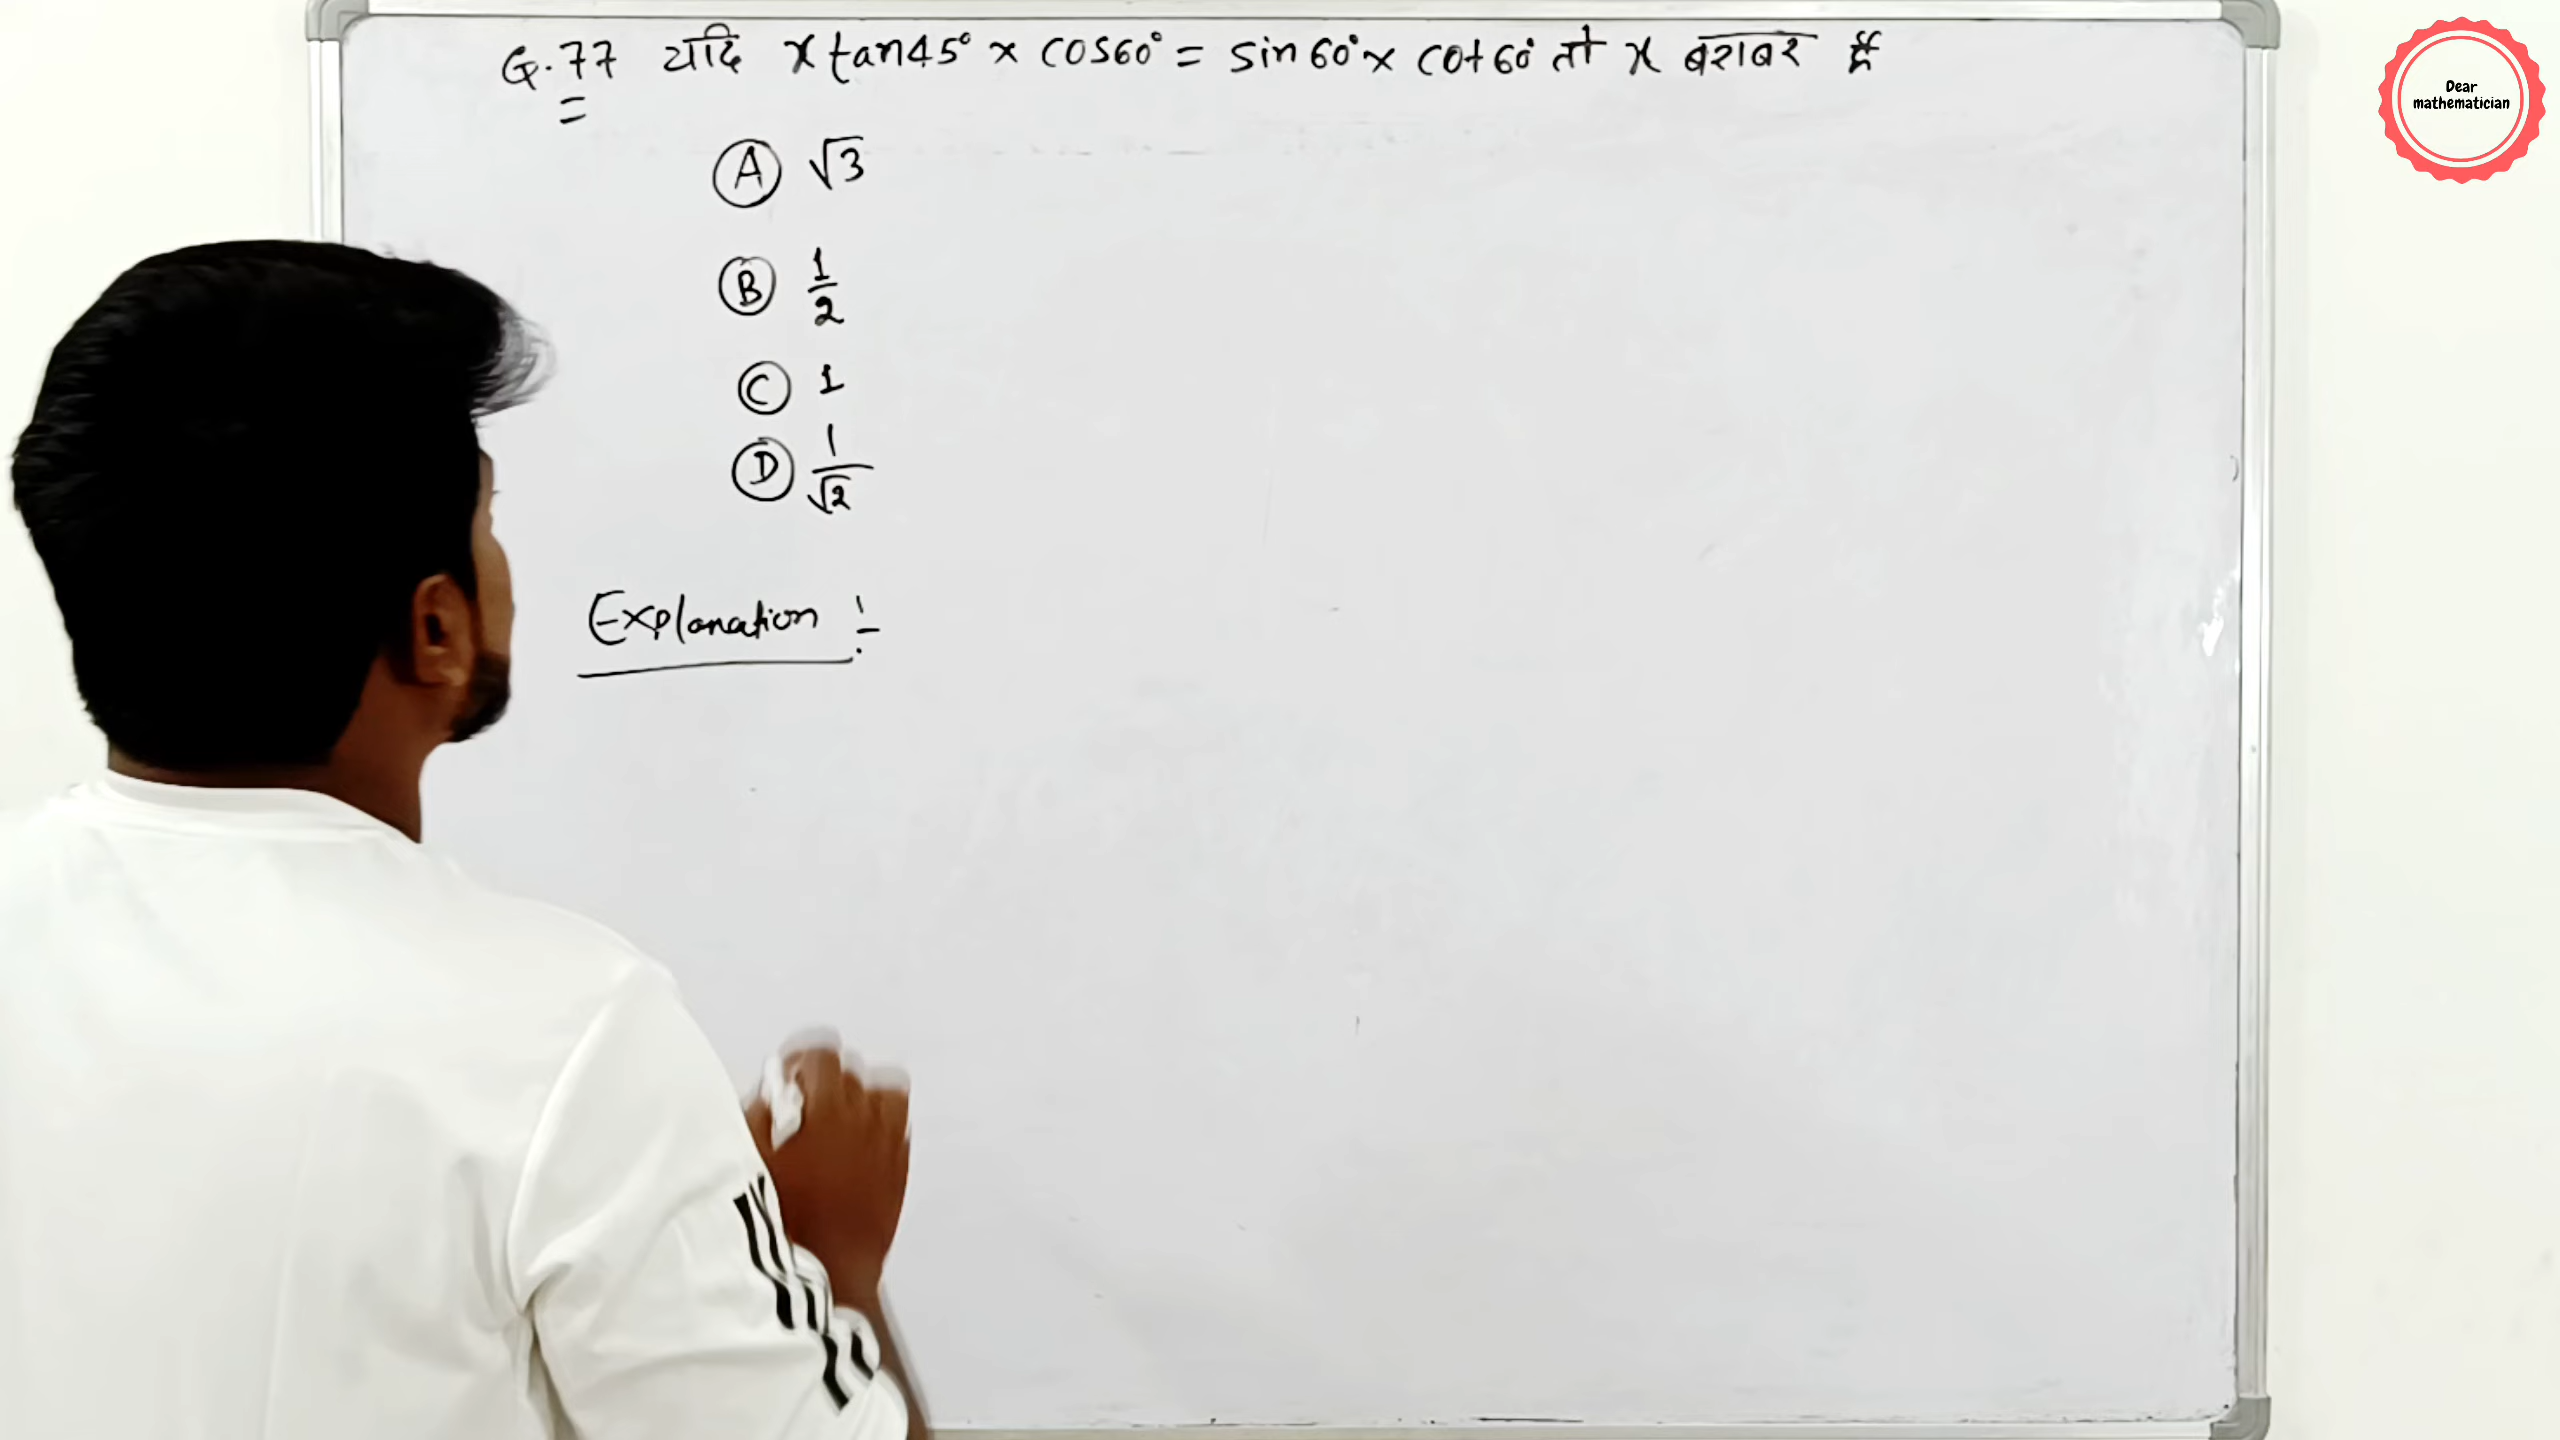 Q.77 यदि x tan45° × cos60° = sin60° × cot60° तो x बराबर हैं
A √3
B 1/2
C 1
D 1/√2
Explanation :-
Dear
mathematician